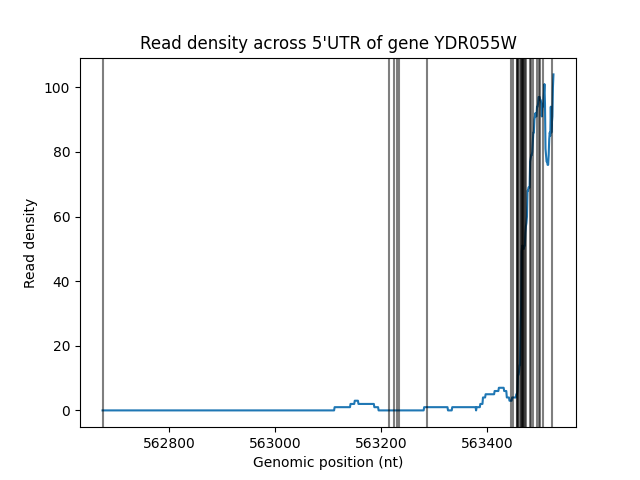 Read density across 5'UTR of gene YDR055W
100
80
60
40
20
0
Read density
562800 563000 563200 563400
Genomic position (nt)